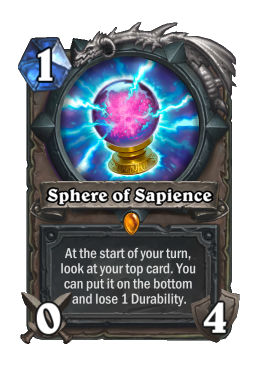 1
Sphere of Sapience
At the start of your turn,
look at your top card. You
can put it on the bottom
and lose 1 Durability.
0 4